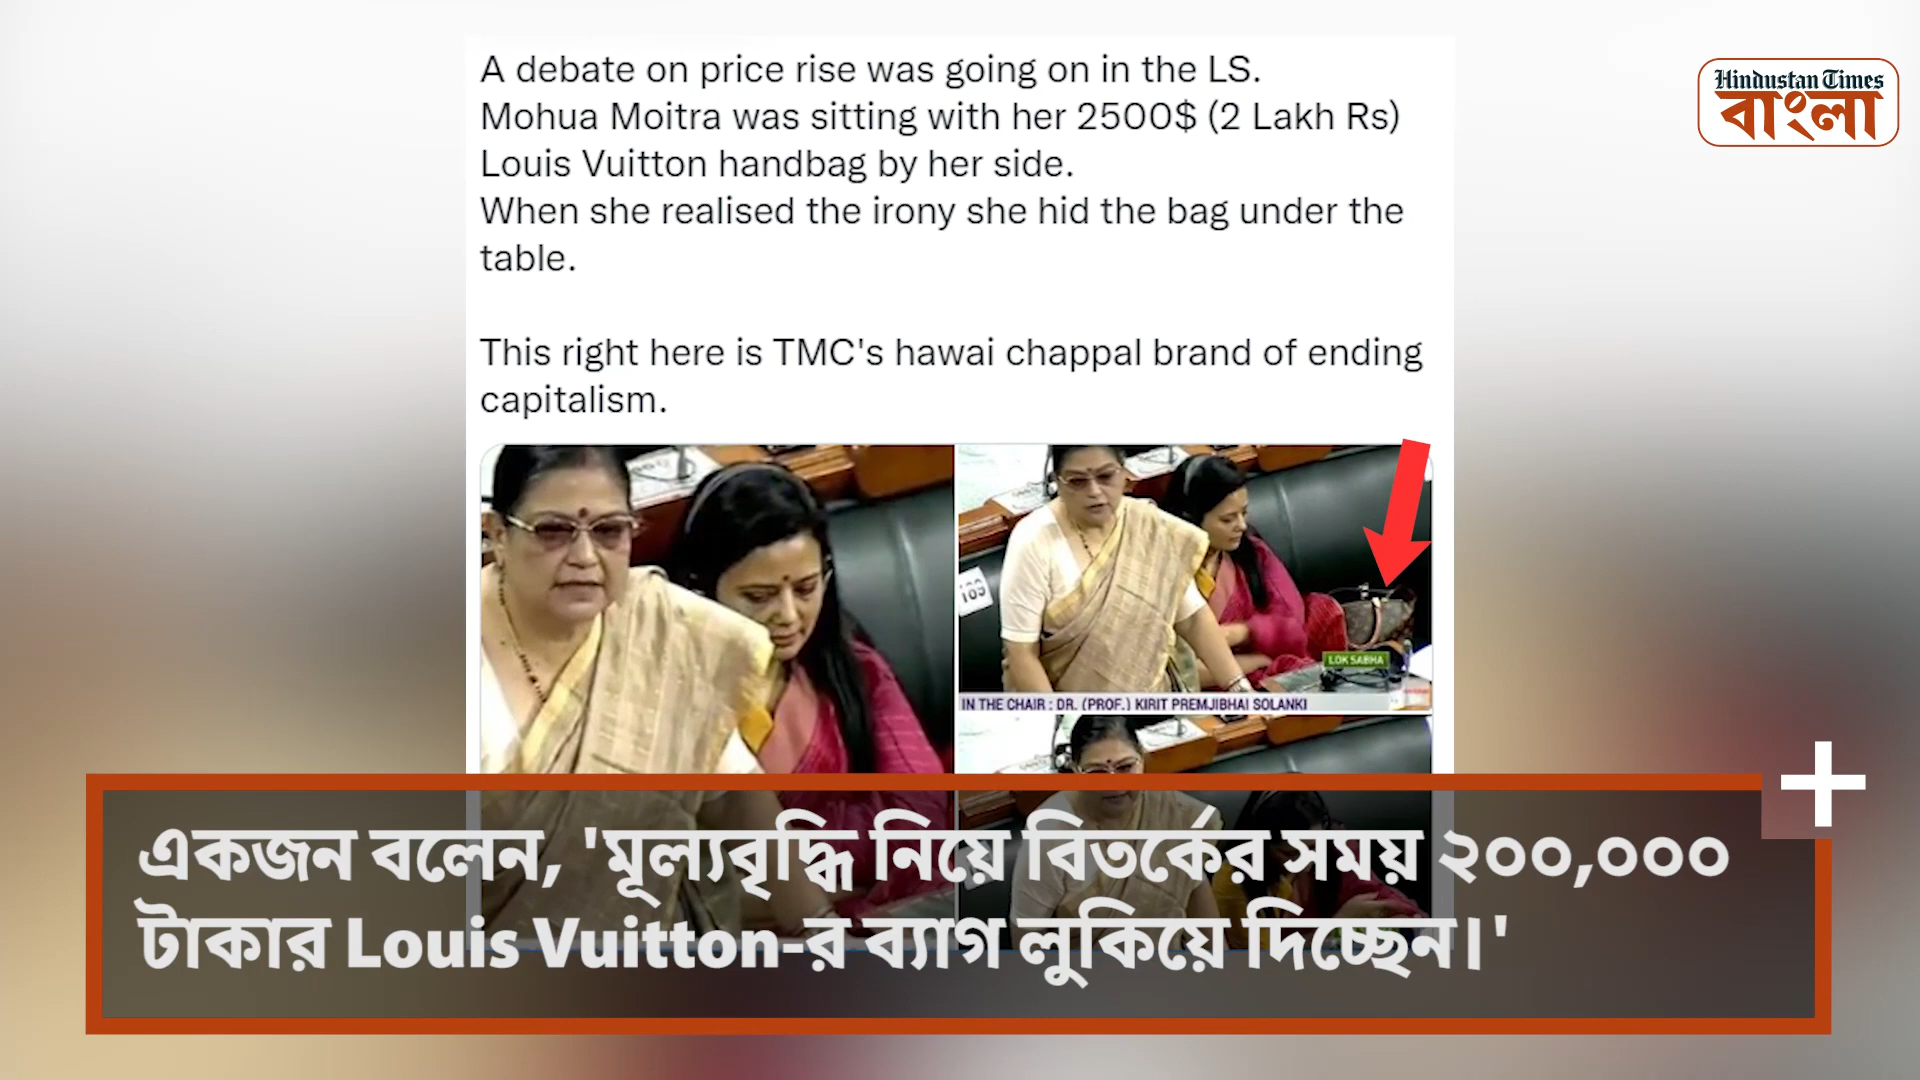 A debate on price rise was going on in the LS.
Mohua Moitra was sitting with her 2500$ (2 Lakh Rs)
Louis Vuitton handbag by her side.
When she realised the irony she hid the bag under the
table.
This right here is TMC's hawai chappal brand of ending
capitalism.
Hindustan Times
বাংলা
169
LOK SABHA
IN THE CHAIR : DR. (PROF.) KIRIT PREMJIBHAI SOLANKI
একজন বলেন, 'মূল্যবৃদ্ধি নিয়ে বিতর্কের সময় ২০০,০০০
টাকার Louis Vuitton-র ব্যাগ লুকিয়ে দিচ্ছেন।'